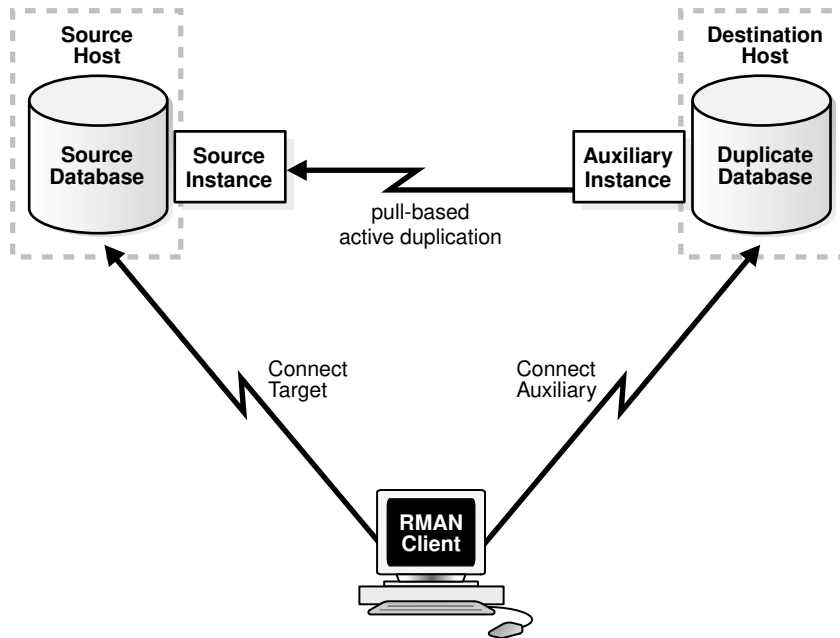 Source
Host
Destination
Host
Source
Database
Source
Instance
Auxiliary
Instance
Duplicate
Database
pull-based
active duplication
Connect
Target
Connect
Auxiliary
RMAN
Client